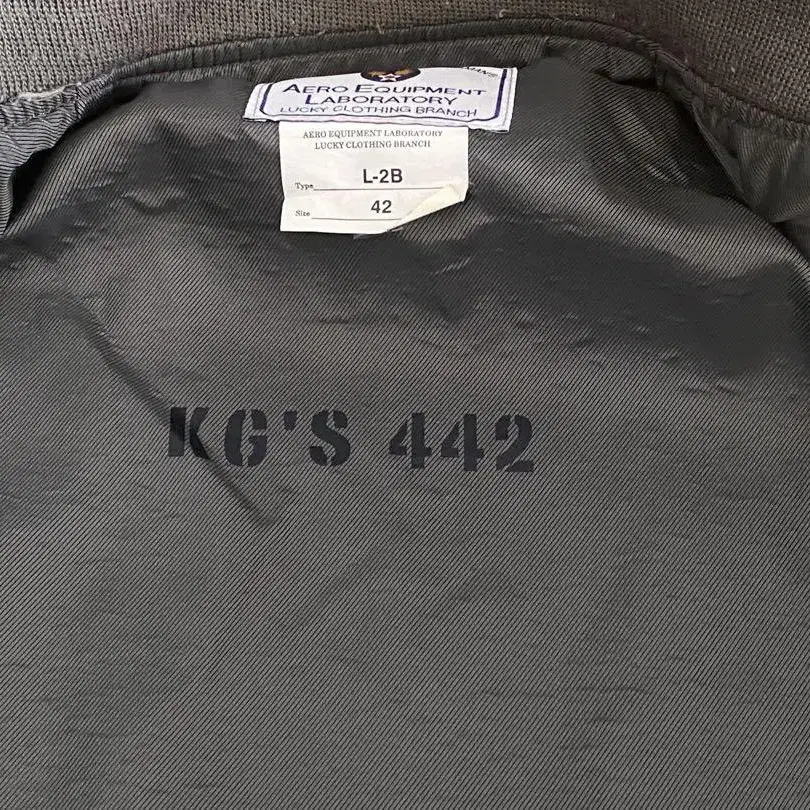 AERO EQUIPMENT
LABORATORY
LUCKY CLOTHING BRANCH
AERO EQUIPMENT LABORATORY
LUCKY CLOTHING BRANCH
Type L-2B
Size 42
KG'S 442